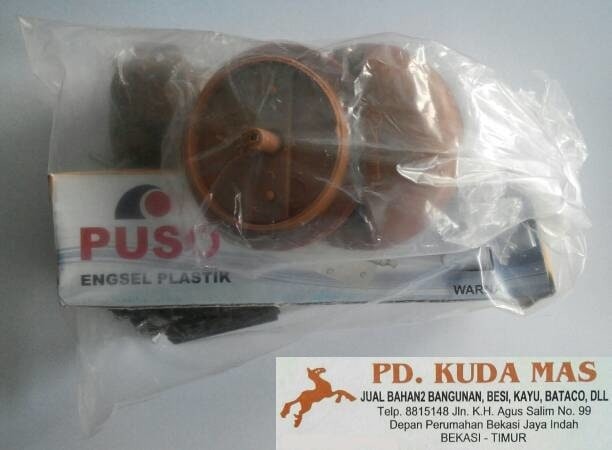 PUSO
ENGSEL PLASTIK
WARNA
PD. KUDA MAS
JUAL BAHAN2 BANGUNAN, BESI, KAYU, BATACO, DLL
Telp. 8815148 Jln. K.H. Agus Salim No. 99
Depan Perumahan Bekasi Jaya Indah
BEKASI - TIMUR